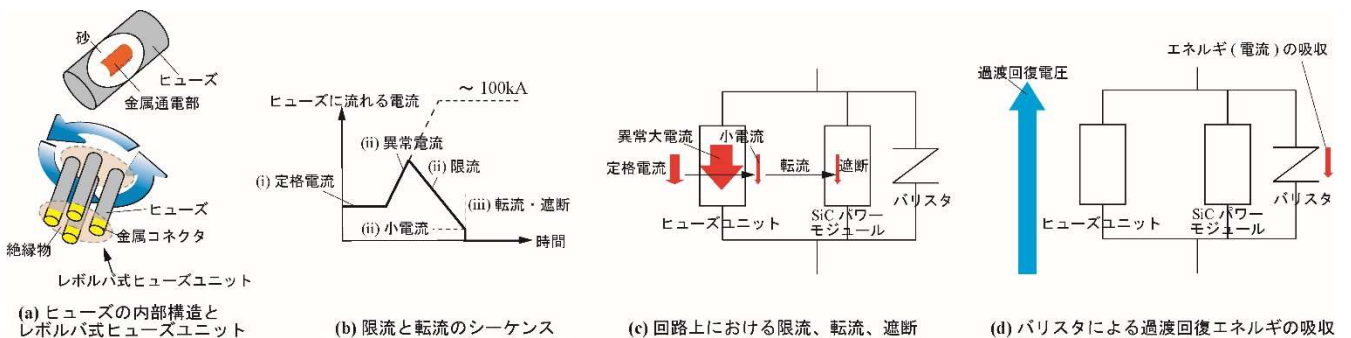 砂
ヒューズ
金属通電部
ヒューズ
金属コネクタ
絶縁物
レボルバ式ヒューズユニット
(a) ヒューズの内部構造と
レボルバ式ヒューズユニット
ヒューズに流れる電流
～ 100kA
(ii) 異常電流
(ii) 限流
(i) 定格電流
(iii) 転流・遮断
(ii) 小電流
時間
(b) 限流と転流のシーケンス
異常大電流
小電流
定格電流
転流
遮断
バリスタ
ヒューズユニット
SiC パワー
モジュール
(c) 回路上における限流、転流、遮断
エネルギ ( 電流 ) の吸収
過渡回復電圧
バリスタ
ヒューズユニット
SiC パワー
モジュール
(d) バリスタによる過渡回復エネルギの吸収